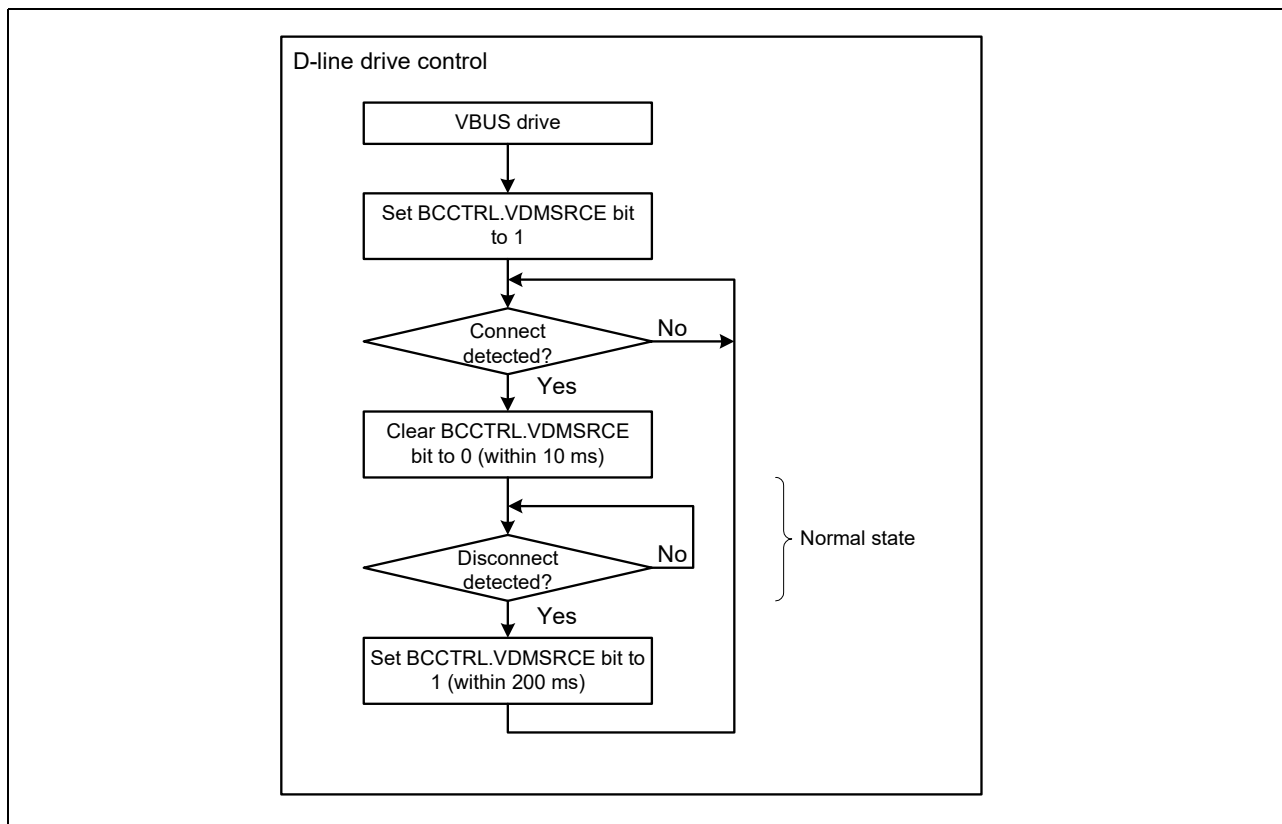 D-line drive control
VBUS drive
Set BCCTRL.VDMSRCE bit
to 1
Connect
detected?
No
Yes
Clear BCCTRL.VDMSRCE
bit to 0 (within 10 ms)
Normal state
Disconnect
detected?
No
Yes
Set BCCTRL.VDMSRCE bit to
1 (within 200 ms)